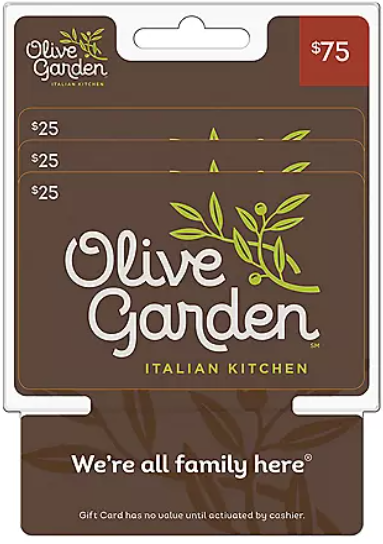 Olive
Garden
ITALIAN KITCHEN
$75
$25
$25
$25
Olive
Garden
SM
ITALIAN KITCHEN
We're all family here®
Gift Card has no value until activated by cashier.